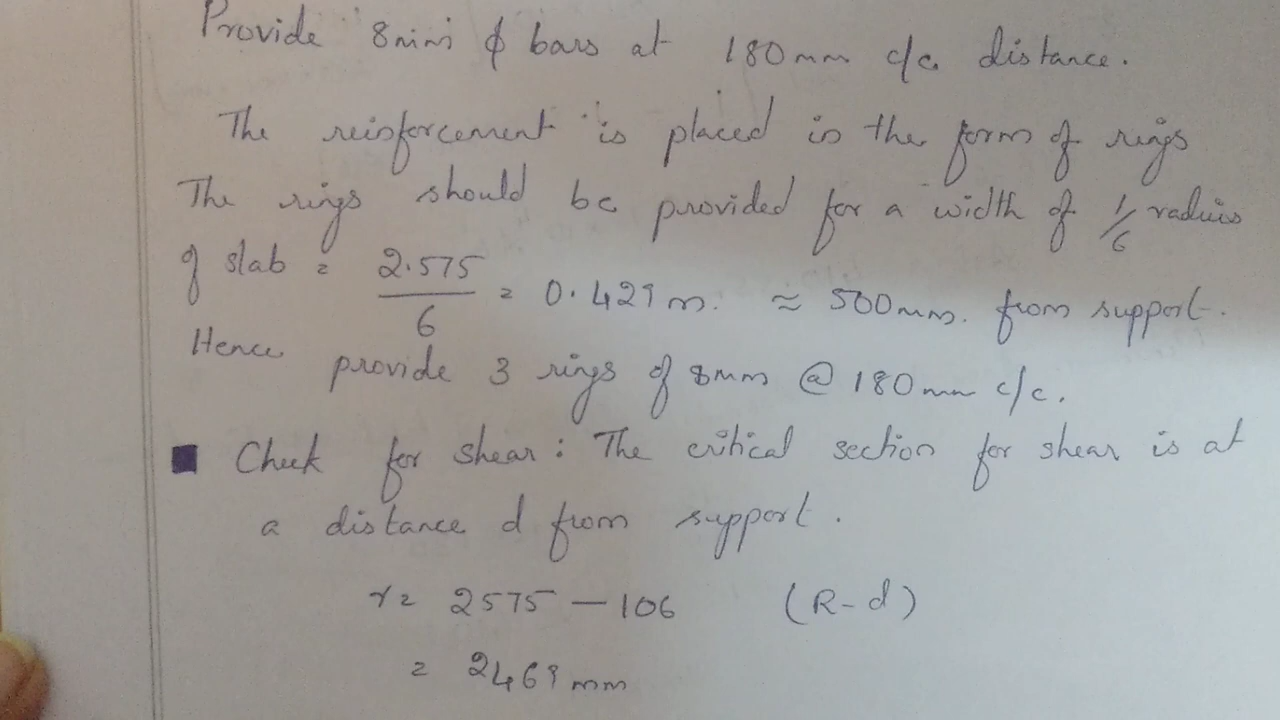 Provide 8mm ϕ bars at 180mm c/c distance.
The reinforcement is placed in the form of rings
The rings should be provided for a width of 1/6 radius
of slab = 2.575/6 = 0.429 m. ≈ 500mm. from support.
Hence provide 3 rings of 8mm @ 180mm c/c.
■ Check for shear : The critical section for shear is at
a distance d from support.
r = 2575 — 106 (R-d)
= 2469 mm